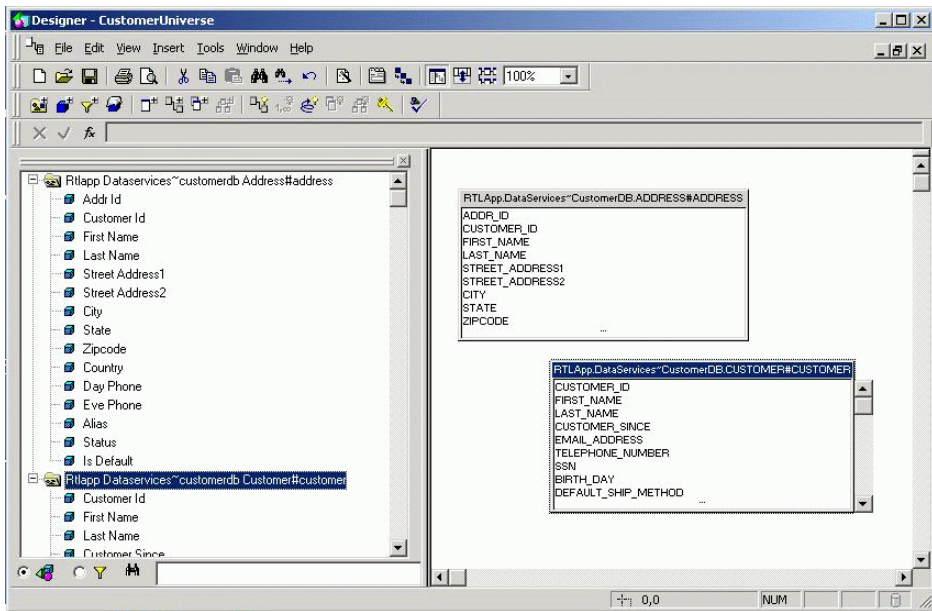 Designer - CustomerUniverse
File Edit View Insert Tools Window Help
100%
Rtlapp Dataservices~customerdb Address#address
Addr Id
Customer Id
First Name
Last Name
Street Address1
Street Address2
City
State
Zipcode
Country
Day Phone
Eve Phone
Alias
Status
Is Default
Rtlapp Dataservices~customerdb Customer#customer
Customer Id
First Name
Last Name
Customer Since
RTLApp.DataServices~CustomerDB.ADDRESS#ADDRESS
ADDR_ID
CUSTOMER_ID
FIRST_NAME
LAST_NAME
STREET_ADDRESS1
STREET_ADDRESS2
CITY
STATE
ZIPCODE
...
RTLApp.DataServices~CustomerDB.CUSTOMER#CUSTOMER
CUSTOMER_ID
FIRST_NAME
LAST_NAME
CUSTOMER_SINCE
EMAIL_ADDRESS
TELEPHONE_NUMBER
SSN
BIRTH_DAY
DEFAULT_SHIP_METHOD
...
0,0
NUM